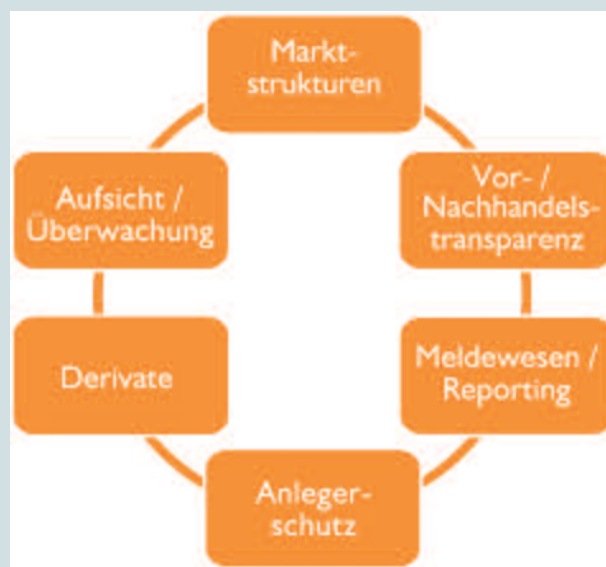 Markt-
strukturen
Vor- /
Nachhandels-
transparenz
Meldewesen /
Reporting
Anleger-
schutz
Derivate
Aufsicht /
Überwachung